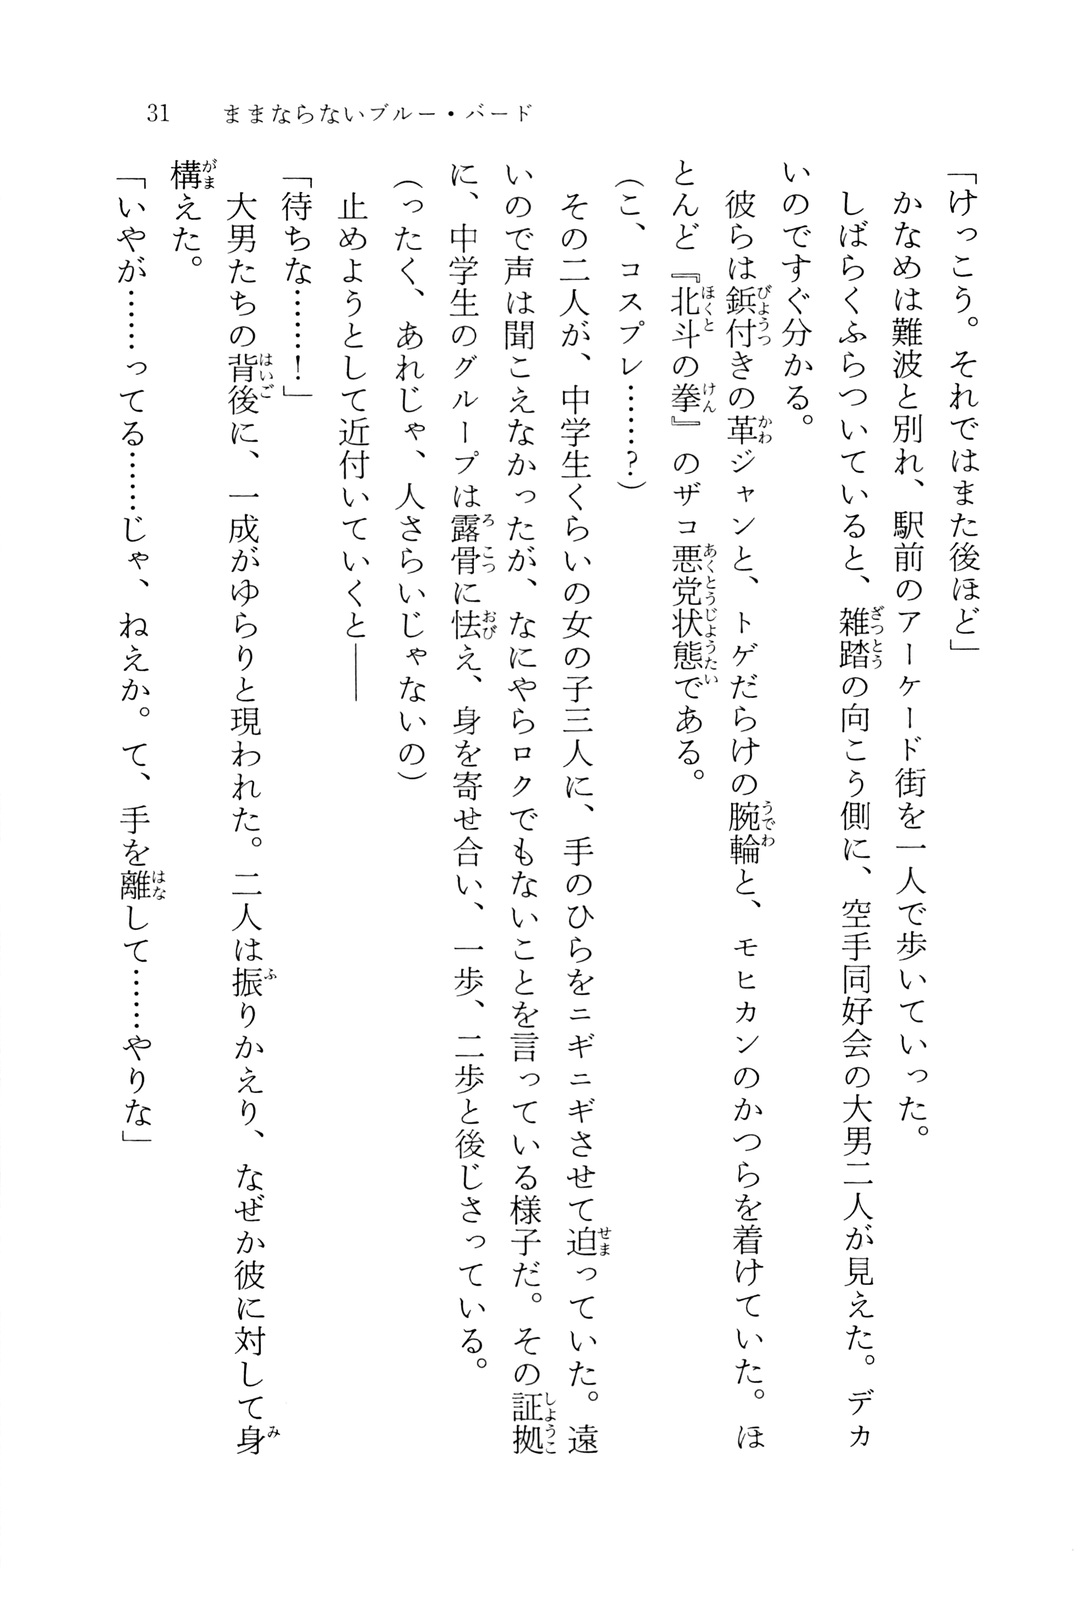 31　ままならないブルー・バード
「けっこう。それではまた後ほど」
　かなめは難波と別れ、駅前のアーケード街を一人で歩いていった。
　しばらくふらついていると、雑踏の向こう側に、空手同好会の大男二人が見えた。デカ
いのですぐ分かる。
　彼らは鋲付きの革ジャンと、トゲだらけの腕輪と、モヒカンのかつらを着けていた。ほ
とんど『北斗の拳』のザコ悪党状態である。
（こ、コスプレ……？）
　その二人が、中学生くらいの女の子三人に、手のひらをニギニギさせて迫っていた。遠
いので声は聞こえなかったが、なにやらロクでもないことを言っている様子だ。その証拠
に、中学生のグループは露骨に怯え、身を寄せ合い、一歩、二歩と後じさっている。
（ったく、あれじゃ、人さらいじゃないの）
　止めようとして近付いていくと――
「待ちな……！」
　大男たちの背後に、一成がゆらりと現われた。二人は振りかえり、なぜか彼に対して身
構えた。
「いやが……ってる……じゃ、ねえか。て、手を離して……やりな」